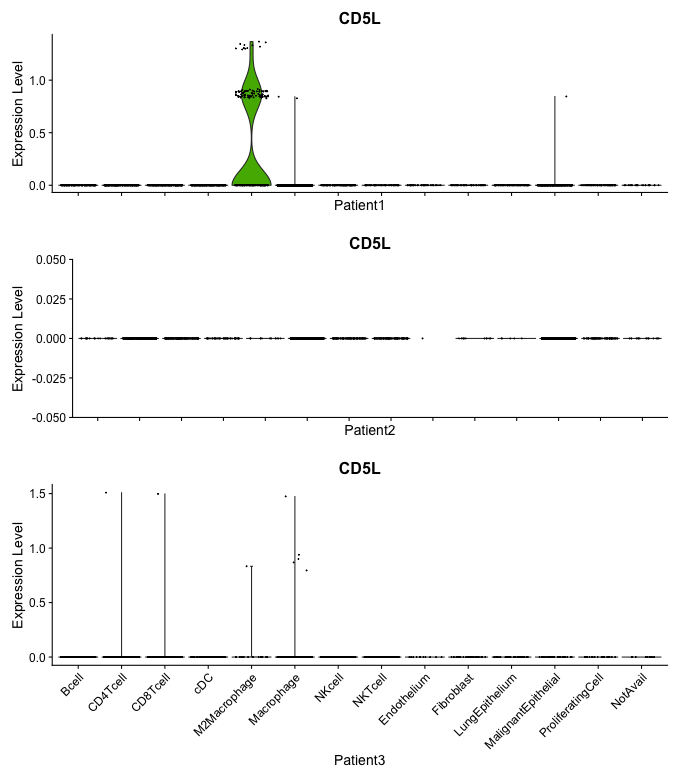 CD5L
Expression Level
1.0
0.5
0.0
Patient1
CD5L
Expression Level
0.050
0.025
0.000
-0.025
-0.050
Patient2
CD5L
Expression Level
1.5
1.0
0.5
0.0
Bcell
CD4Tcell
CD8Tcell
cDC
M2Macrophage
Macrophage
NKcell
NKTcell
Endothelium
Fibroblast
LungEpithelium
MalignantEpithelial
ProliferatingCell
NotAvail
Patient3